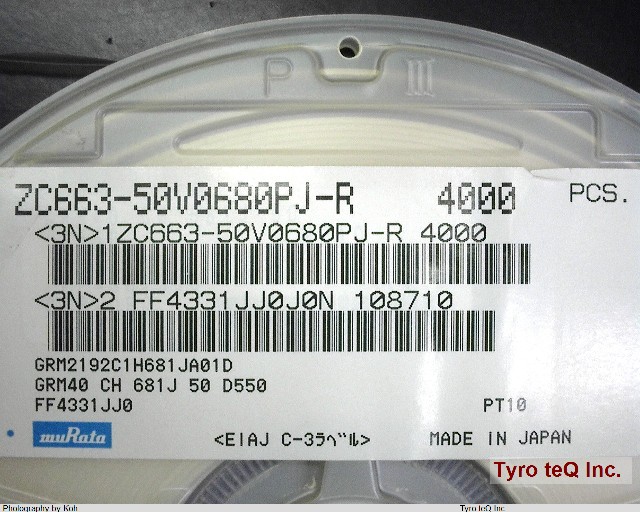 P III
ZC663-50V0680PJ-R 4000 PCS.
<3N>1ZC663-50V0680PJ-R 4000
<3N>2 FF4331JJ0J0N 108710
GRM2192C1H681JA01D
GRM40 CH 681J 50 D550
FF4331JJ0 PT10
muRata <EIAJ C-3ラベル> MADE IN JAPAN
Tyro teQ Inc.
Photography by Koh Tyro teQ Inc